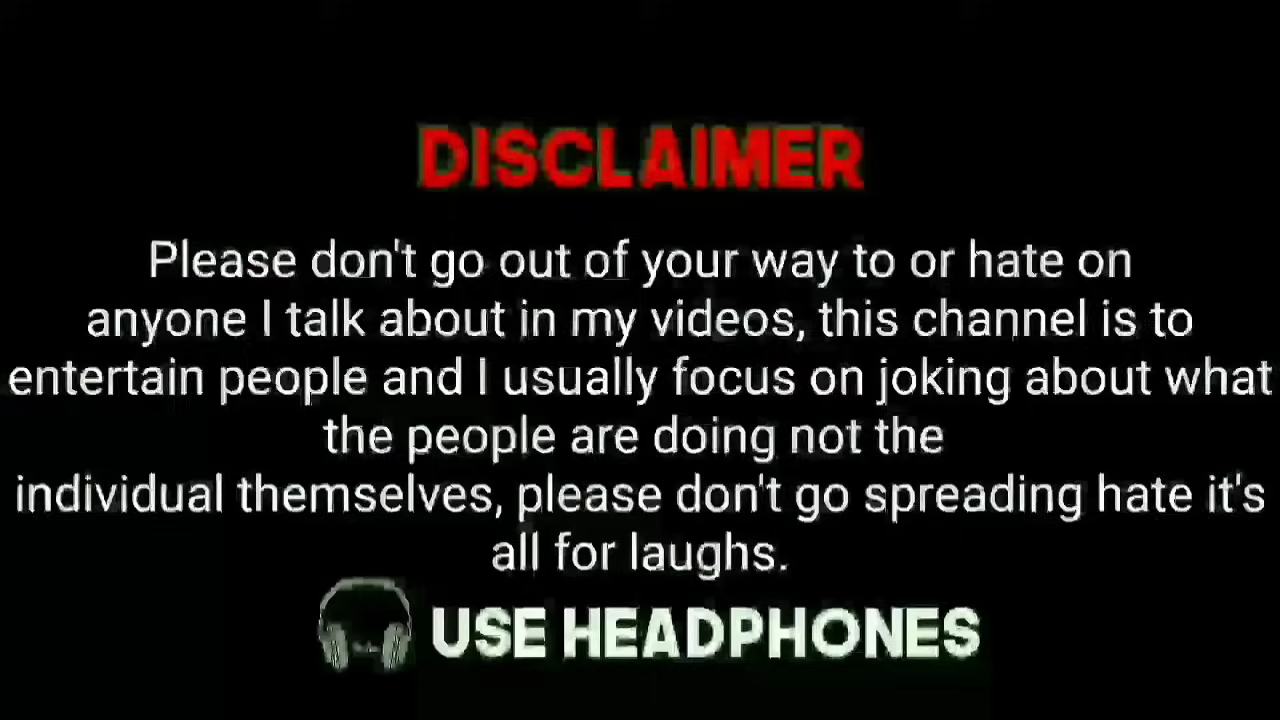 DISCLAIMER
Please don't go out of your way to or hate on
anyone I talk about in my videos, this channel is to
entertain people and I usually focus on joking about what
the people are doing not the
individual themselves, please don't go spreading hate it's
all for laughs.
USE HEADPHONES